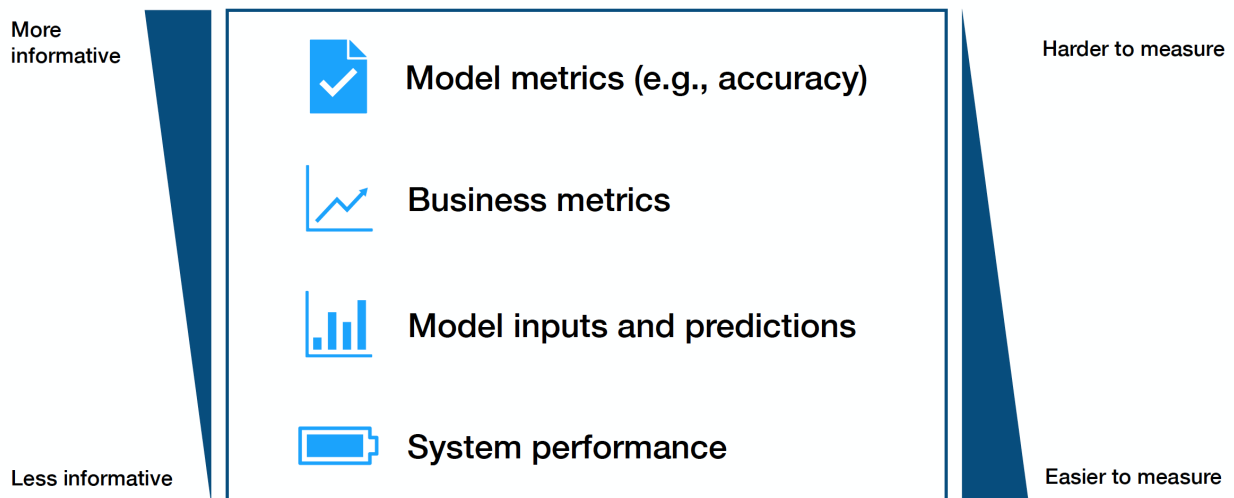 More
informative
Harder to measure
Model metrics (e.g., accuracy)
Business metrics
Model inputs and predictions
System performance
Less informative
Easier to measure